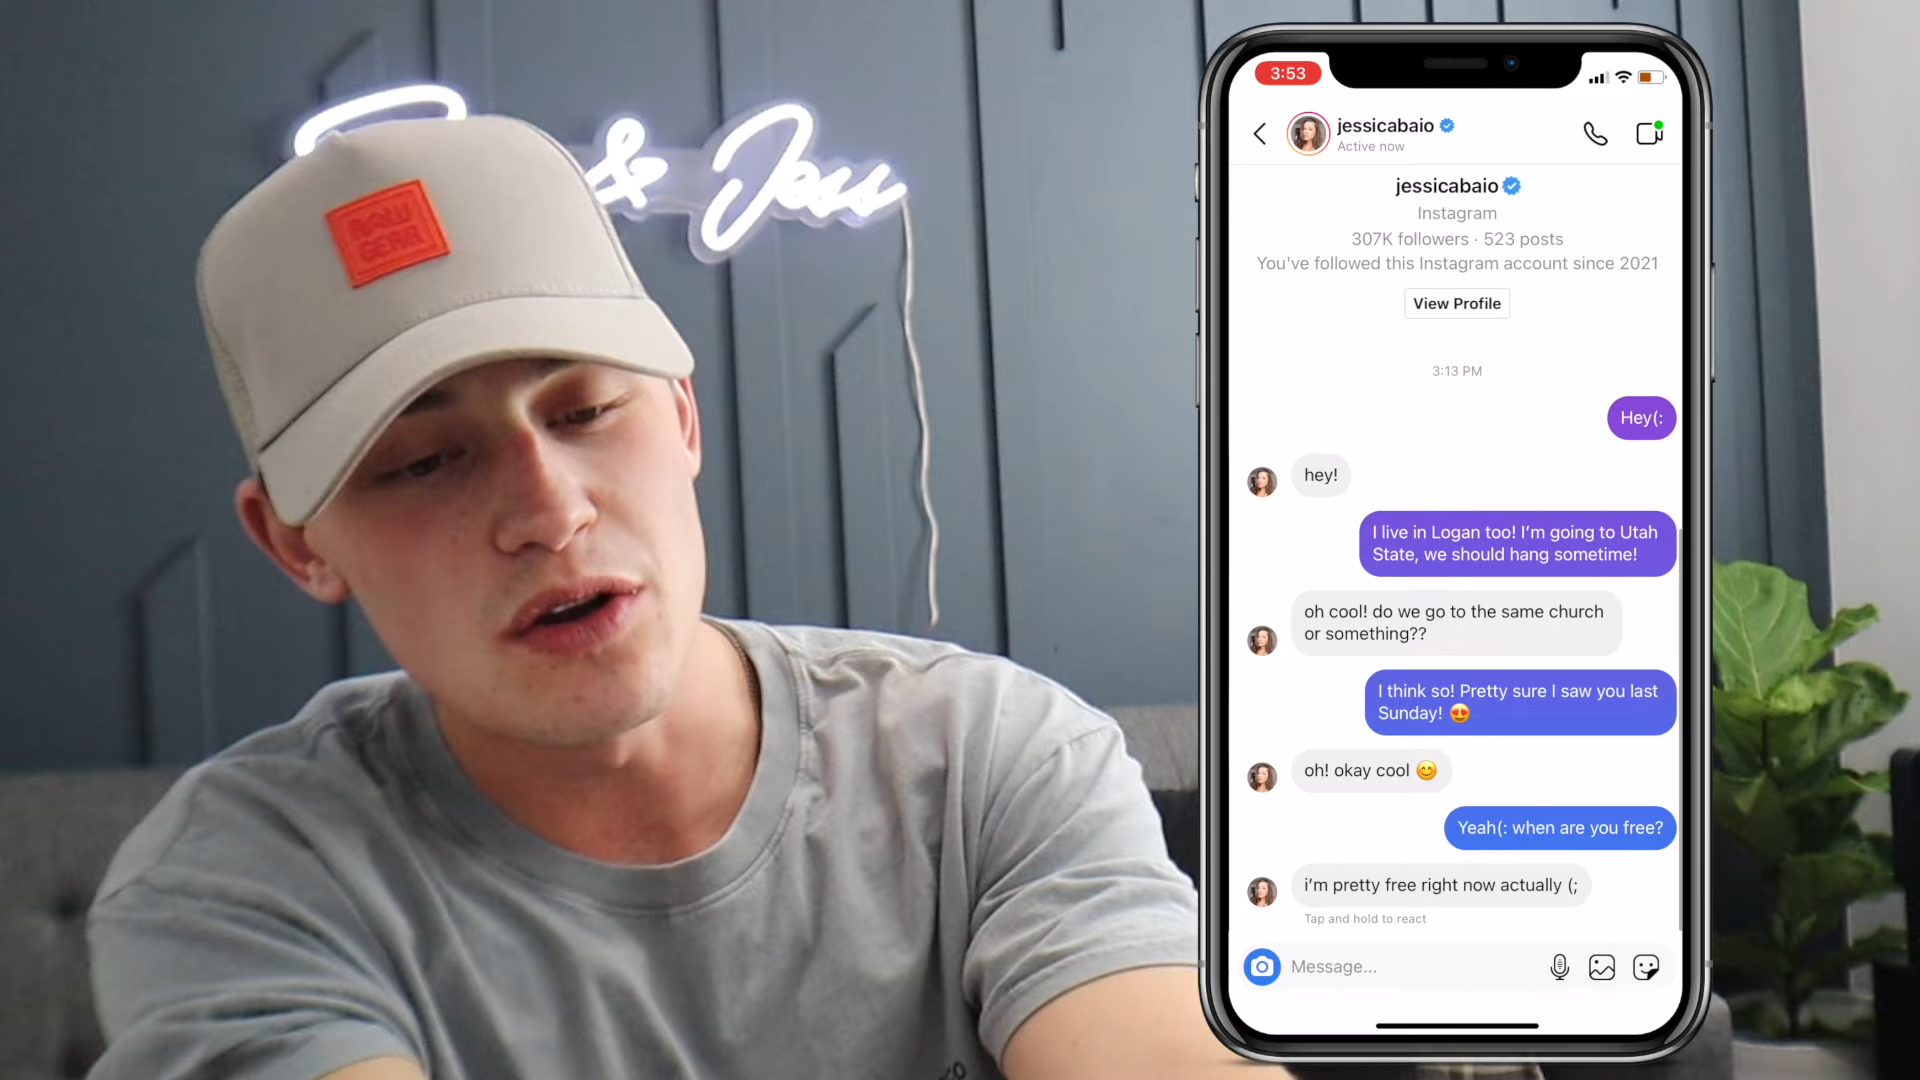 & Jess
RAW
GEAR
3:53
jessicabaio
Active now
jessicabaio
Instagram
307K followers · 523 posts
You've followed this Instagram account since 2021
View Profile
3:13 PM
Hey(:
hey!
I live in Logan too! I'm going to Utah
State, we should hang sometime!
oh cool! do we go to the same church
or something??
I think so! Pretty sure I saw you last
Sunday! 😍
oh! okay cool 😊
Yeah(: when are you free?
i'm pretty free right now actually (;
Tap and hold to react
Message...